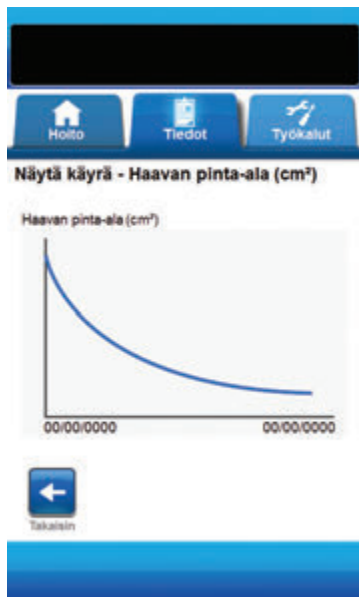 Hoito Tiedot Työkalut
Näytä käyrä - Haavan pinta-ala (cm²)
Haavan pinta-ala (cm²)
00/00/0000 00/00/0000
Takaisin